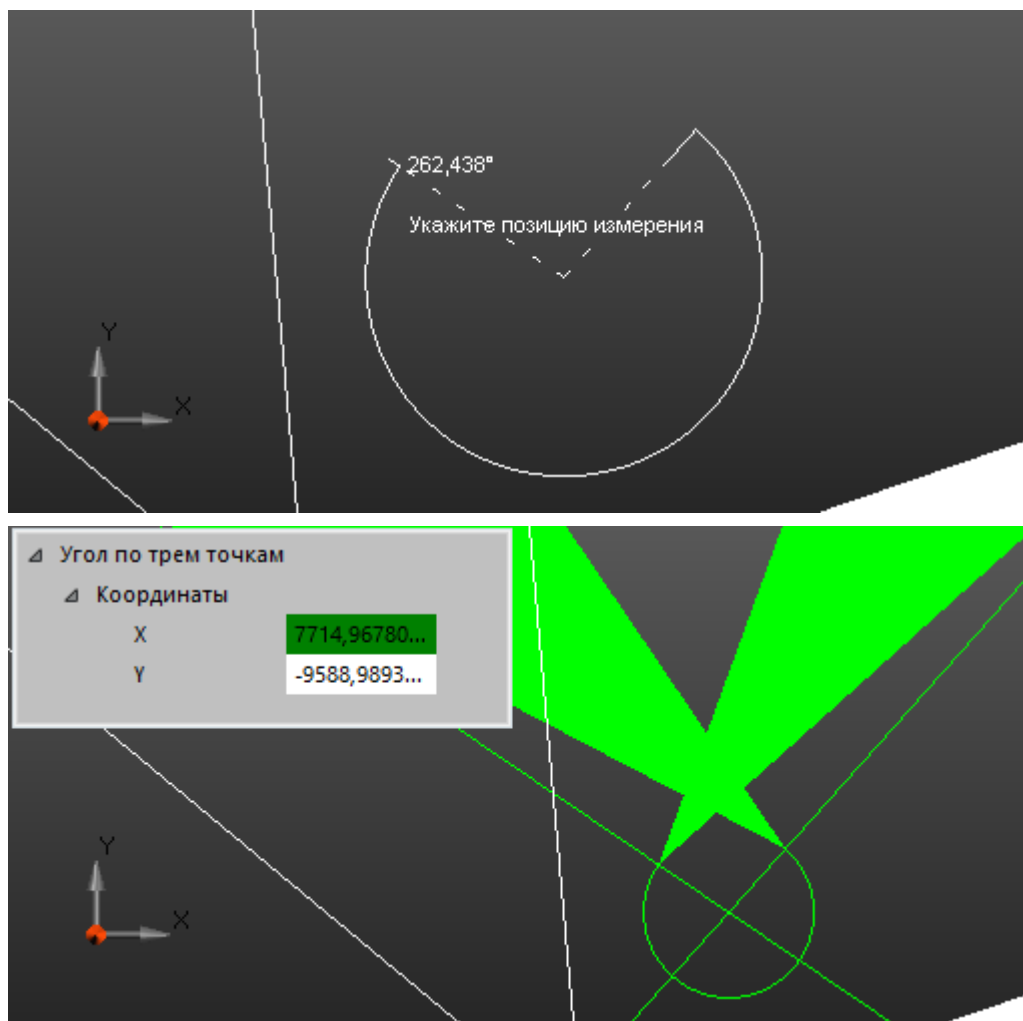 262,438°
Укажите позицию измерения
Y
X
Угол по трем точкам
Координаты
X 7714,96780...
Y -9588,9893...
Y
X